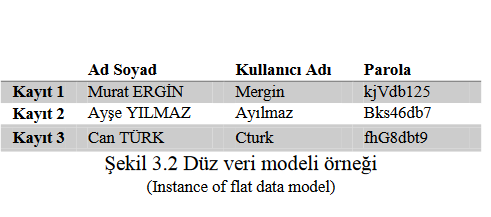 Ad Soyad Kullanıcı Adı Parola
Kayıt 1 Murat ERGİN Mergin kjVdb125
Kayıt 2 Ayşe YILMAZ Ayılmaz Bks46db7
Kayıt 3 Can TÜRK Cturk fhG8dbt9
Şekil 3.2 Düz veri modeli örneği
(Instance of flat data model)